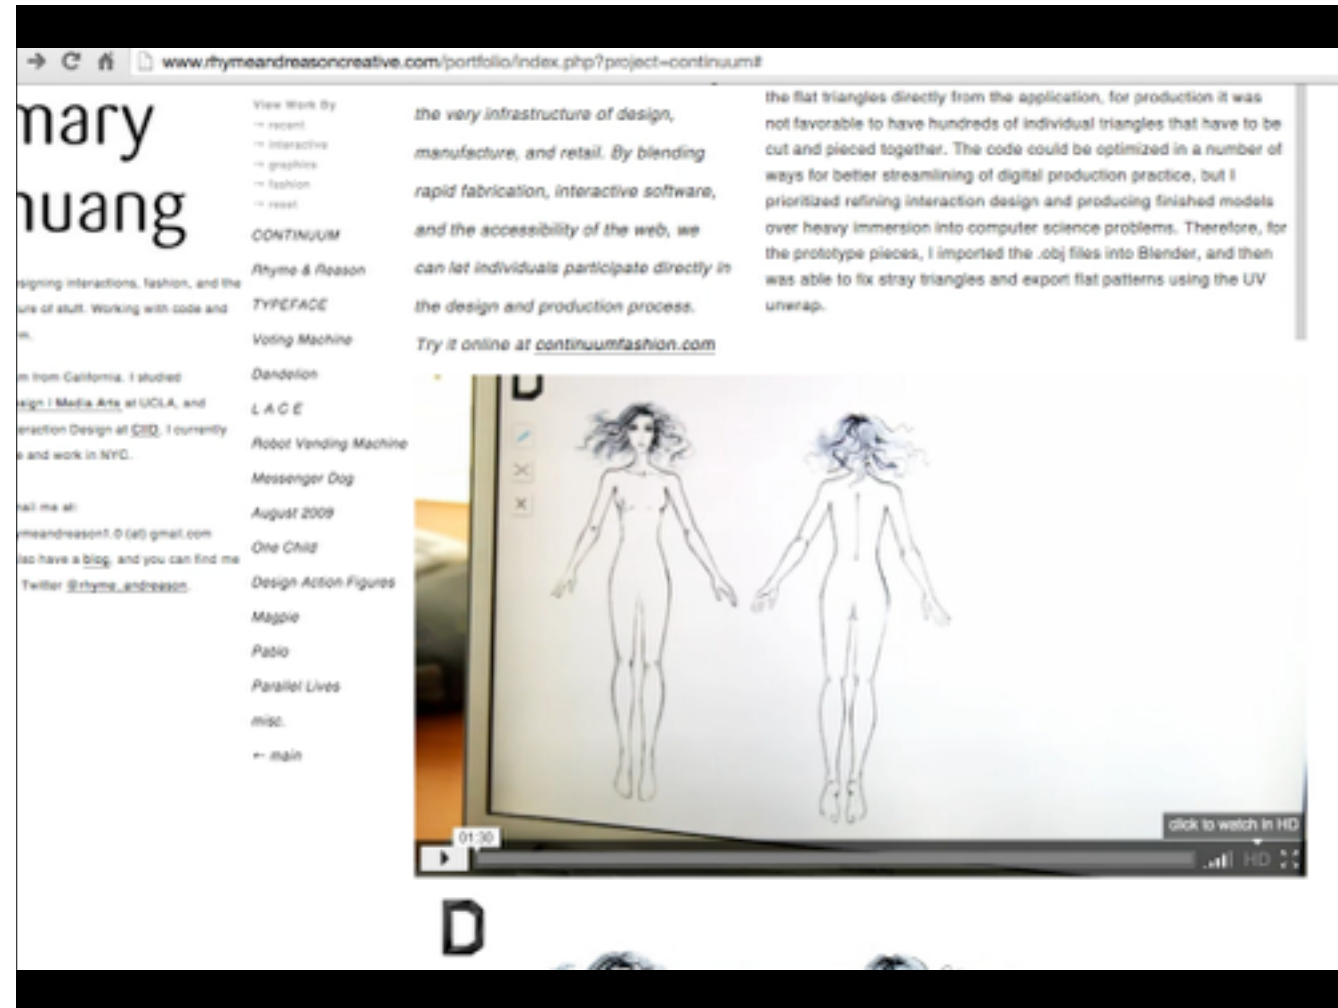 www.rhymeandreasoncreative.com/portfolio/index.php?project=continuum#
mary
huang
signing interactions, fashion, and the
ure of stuff. Working with code and
m.
m from California. I studied
sign | Media Arts at UCLA, and
eraction Design at CIID. I currently
e and work in NYC.
mail me at:
ymeandreason1.0 (at) gmail.com
lso have a blog, and you can find me
Twitter @rhyme_andreason.
View Work By
→ recent
→ interactive
→ graphics
→ fashion
→ reset
CONTINUUM
Rhyme & Reason
TYPEFACE
Voting Machine
Dandelion
L A C E
Robot Vending Machine
Messenger Dog
August 2009
One Child
Design Action Figures
Magpie
Pablo
Parallel Lives
misc.
← main
the very infrastructure of design,
manufacture, and retail. By blending
rapid fabrication, interactive software,
and the accessibility of the web, we
can let individuals participate directly in
the design and production process.
Try it online at continuumfashion.com
the flat triangles directly from the application, for production it was
not favorable to have hundreds of individual triangles that have to be
cut and pieced together. The code could be optimized in a number of
ways for better streamlining of digital production practice, but I
prioritized refining interaction design and producing finished models
over heavy immersion into computer science problems. Therefore, for
the prototype pieces, I imported the .obj files into Blender, and then
was able to fix stray triangles and export flat patterns using the UV
unwrap.
D
click to watch in HD
01:30
HD
D